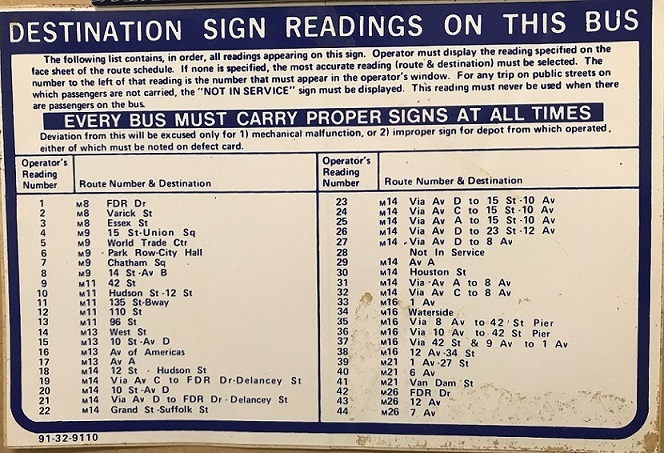 DESTINATION SIGN READINGS ON THIS BUS
The following list contains, in order, all readings appearing on this sign. Operator must display the reading specified on the
face sheet of the route schedule. If none is specified, the most accurate reading (route & destination) must be selected. The
number to the left of that reading is the number that must appear in the operator's window. For any trip on public streets on
which passengers are not carried, the "NOT IN SERVICE" sign must be displayed. This reading must never be used when there
are passengers on the bus.
EVERY BUS MUST CARRY PROPER SIGNS AT ALL TIMES
Deviation from this will be excused only for 1) mechanical malfunction, or 2) improper sign for depot from which operated,
either of which must be noted on defect card.
Operator's
Reading
Number Route Number & Destination
1 M8 FDR Dr
2 M8 Varick St
3 M8 Essex St
4 M9 15 St-Union Sq
5 M9 World Trade Ctr
6 M9 Park Row-City Hall
7 M9 Chatham Sq
8 M9 14 St-Av B
9 M11 42 St
10 M11 Hudson St-12 St
11 M11 135 St-Bway
12 M11 110 St
13 M11 96 St
14 M13 West St
15 M13 10 St-Av D
16 M13 Av of Americas
17 M13 Av A
18 M14 12 St - Hudson St
19 M14 Via Av C to FDR Dr-Delancey St
20 M14 10 St-Av D
21 M14 Via Av D to FDR Dr-Delancey St
22 M14 Grand St-Suffolk St
Operator's
Reading
Number Route Number & Destination
23 M14 Via Av D to 15 St-10 Av
24 M14 Via Av C to 15 St-10 Av
25 M14 Via Av A to 15 St-10 Av
26 M14 Via Av D to 23 St-12 Av
27 M14 Via Av D to 8 Av
28 Not In Service
29 M14 Av A
30 M14 Houston St
31 M14 Via Av A to 8 Av
32 M14 Via Av C to 8 Av
33 M16 1 Av
34 M16 Waterside
35 M16 Via 8 Av to 42 St Pier
36 M16 Via 10 Av to 42 St Pier
37 M16 Via 42 St & 9 Av to 1 Av
38 M16 12 Av-34 St
39 M21 1 Av-27 St
40 M21 6 Av
41 M21 Van Dam St
42 M26 FDR Dr
43 M26 12 Av
44 M26 7 Av
91-32-9110